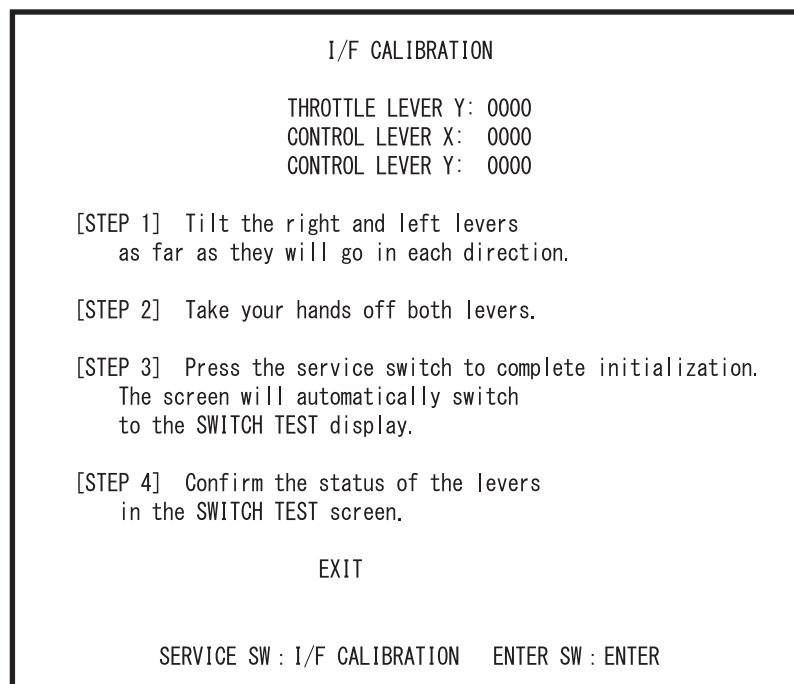 I/F CALIBRATION
THROTTLE LEVER Y: 0000
CONTROL LEVER X: 0000
CONTROL LEVER Y: 0000
[STEP 1] Tilt the right and left levers
as far as they will go in each direction.
[STEP 2] Take your hands off both levers.
[STEP 3] Press the service switch to complete initialization.
The screen will automatically switch
to the SWITCH TEST display.
[STEP 4] Confirm the status of the levers
in the SWITCH TEST screen.
EXIT
SERVICE SW : I/F CALIBRATION ENTER SW : ENTER